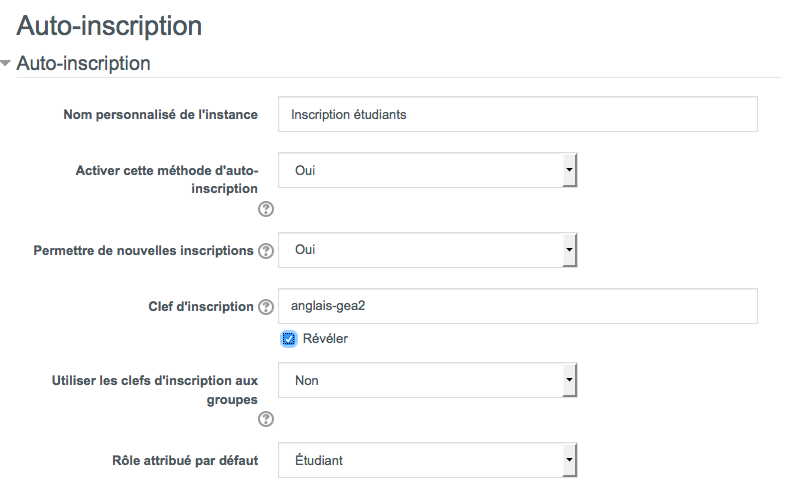 Auto-inscription
Auto-inscription
Nom personnalisé de l'instance
Inscription étudiants
Activer cette méthode d'auto-
inscription
Oui
Permettre de nouvelles inscriptions
Oui
Clef d'inscription
anglais-gea2
Révéler
Utiliser les clefs d'inscription aux
groupes
Non
Rôle attribué par défaut
Étudiant